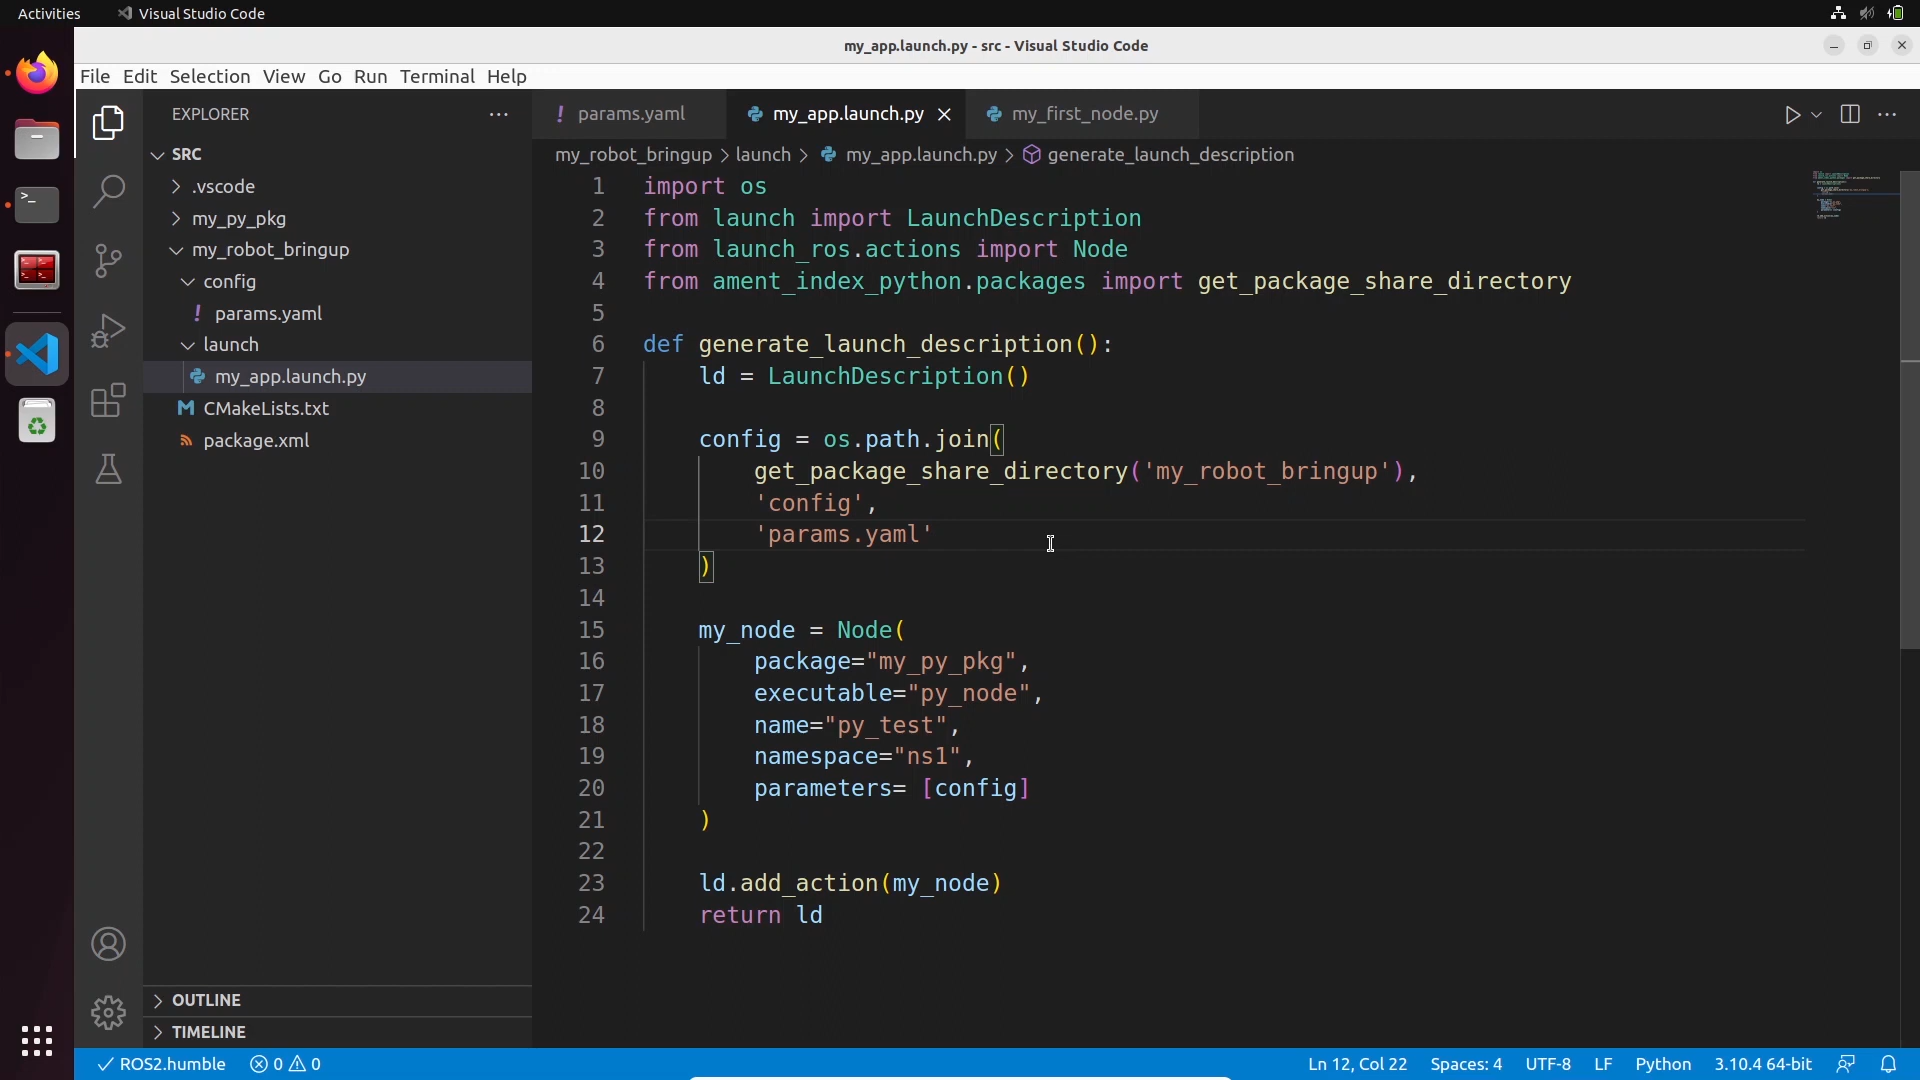 Activities
Visual Studio Code
my_app.launch.py - src - Visual Studio Code
File Edit Selection View Go Run Terminal Help
EXPLORER
SRC
.vscode
my_py_pkg
my_robot_bringup
config
params.yaml
launch
my_app.launch.py
CMakeLists.txt
package.xml
OUTLINE
TIMELINE
params.yaml
my_app.launch.py
my_first_node.py
my_robot_bringup > launch > my_app.launch.py > generate_launch_description
1 import os
2 from launch import LaunchDescription
3 from launch_ros.actions import Node
4 from ament_index_python.packages import get_package_share_directory
5
6 def generate_launch_description():
7 ld = LaunchDescription()
8
9 config = os.path.join(
10 get_package_share_directory('my_robot_bringup'),
11 'config',
12 'params.yaml'
13 )
14
15 my_node = Node(
16 package="my_py_pkg",
17 executable="py_node",
18 name="py_test",
19 namespace="ns1",
20 parameters= [config]
21 )
22
23 ld.add_action(my_node)
24 return ld
ROS2.humble
0
0
Ln 12, Col 22
Spaces: 4
UTF-8
LF
Python
3.10.4 64-bit